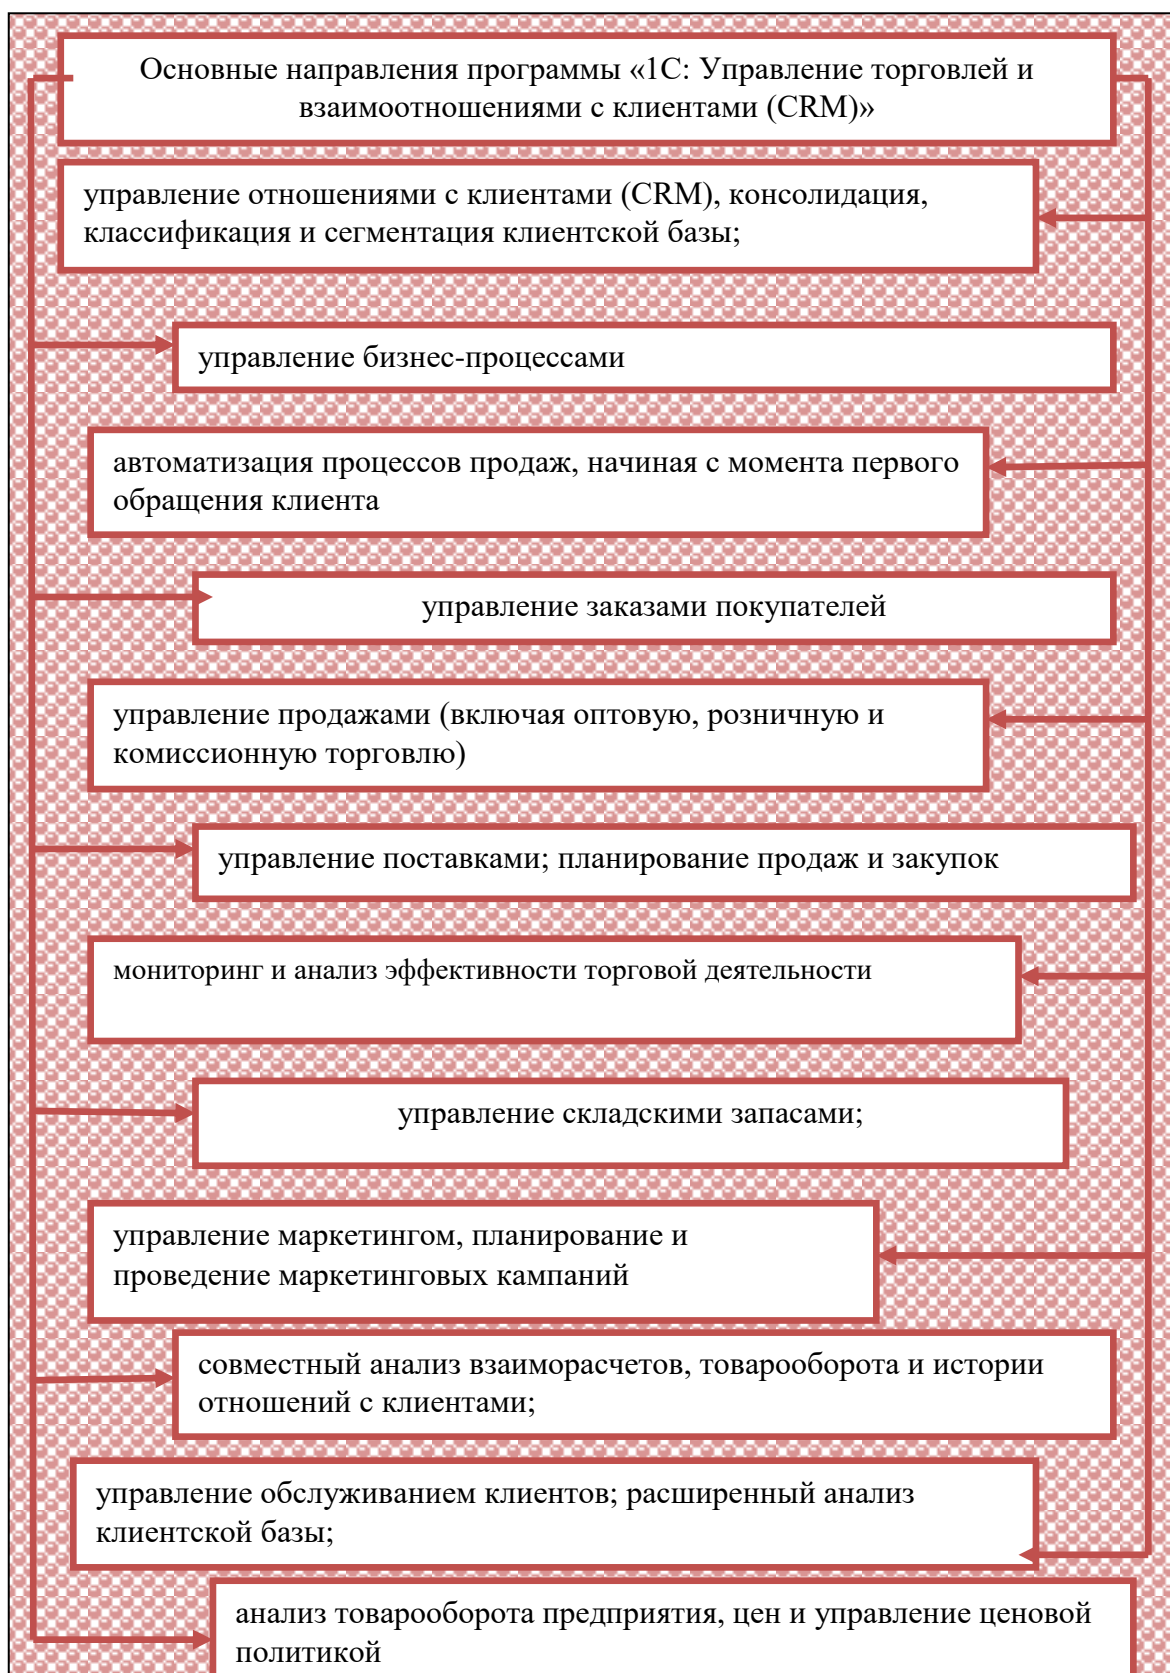 Основные направления программы «1С: Управление торговлей и
взаимоотношениями с клиентами (CRM)»
управление отношениями с клиентами (CRM), консолидация,
классификация и сегментация клиентской базы;
управление бизнес-процессами
автоматизация процессов продаж, начиная с момента первого
обращения клиента
управление заказами покупателей
управление продажами (включая оптовую, розничную и
комиссионную торговлю)
управление поставками; планирование продаж и закупок
мониторинг и анализ эффективности торговой деятельности
управление складскими запасами;
управление маркетингом, планирование и
проведение маркетинговых кампаний
совместный анализ взаиморасчетов, товарооборота и истории
отношений с клиентами;
управление обслуживанием клиентов; расширенный анализ
клиентской базы;
анализ товарооборота предприятия, цен и управление ценовой
политикой